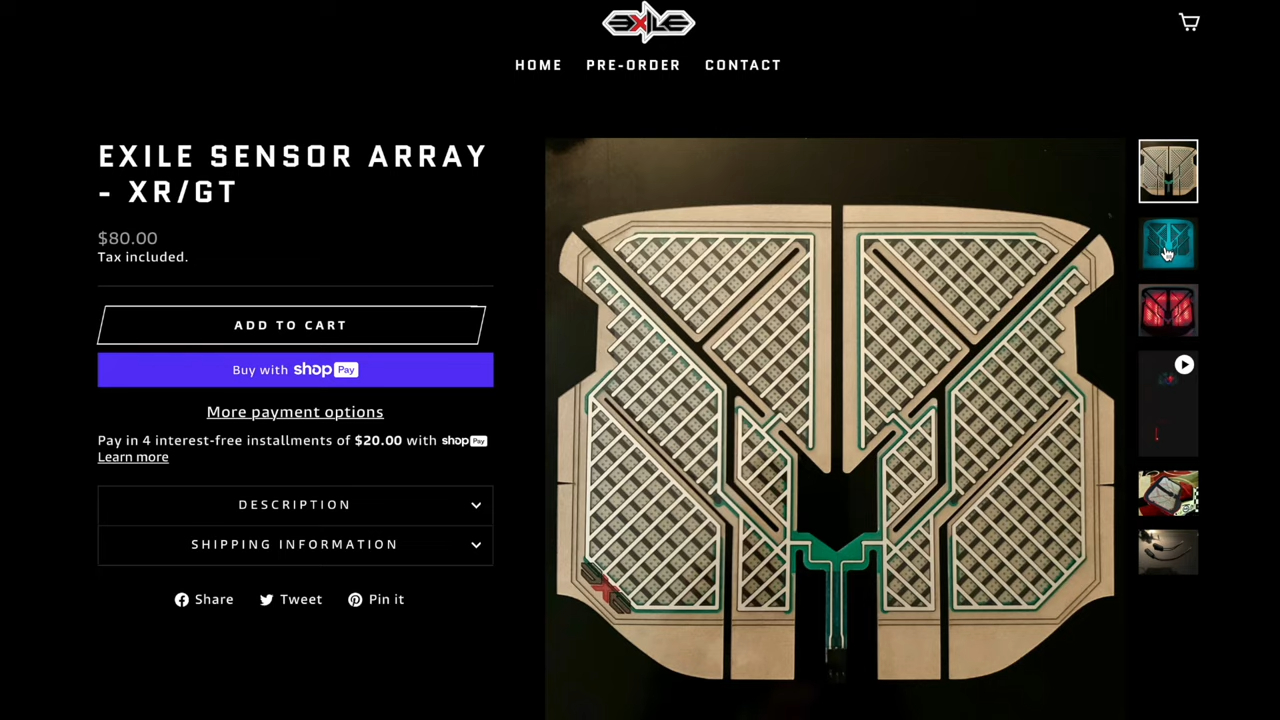 EXILE
HOME PRE-ORDER CONTACT
EXILE SENSOR ARRAY
- XR/GT
$80.00
Tax included.
ADD TO CART
Buy with shop Pay
More payment options
Pay in 4 interest-free installments of $20.00 with shop Pay
Learn more
DESCRIPTION
SHIPPING INFORMATION
Share Tweet Pin it